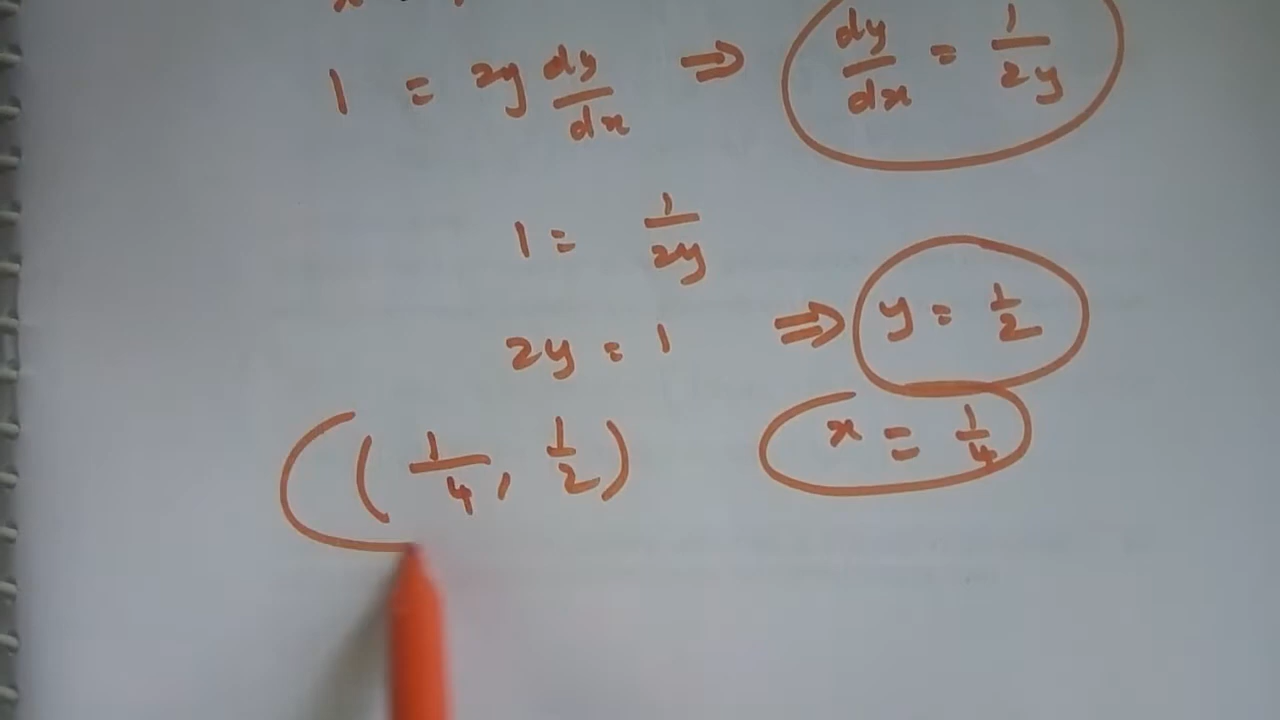 1 = 2y dy/dx ⇒ dy/dx = 1/2y
1 = 1/2y
2y = 1 ⇒ y = 1/2
(1/4, 1/2) x = 1/4